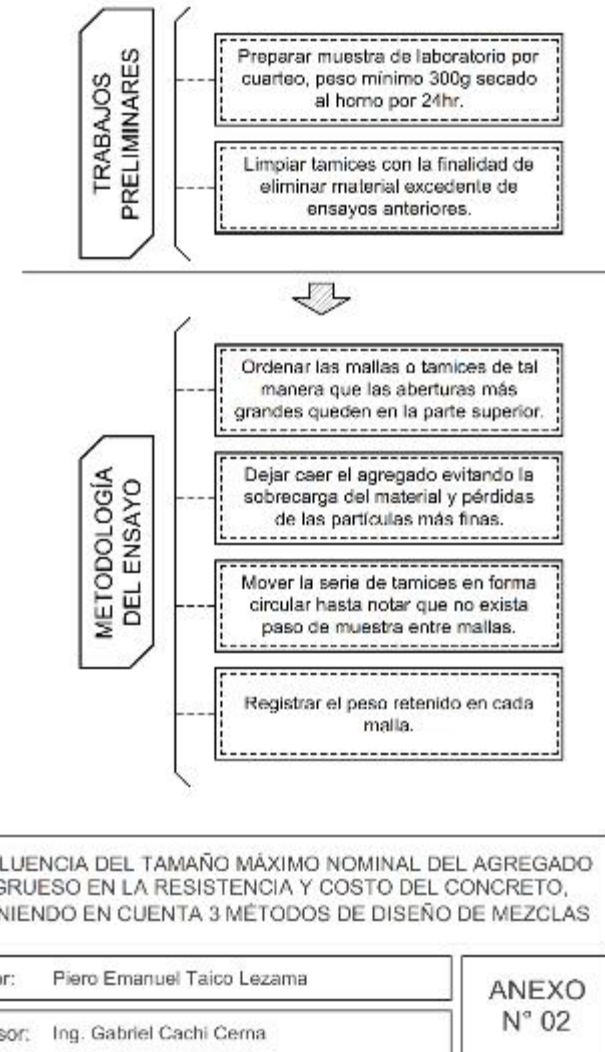 TRABAJOS
PRELIMINARES
Preparar muestra de laboratorio por
cuarteo, peso mínimo 300g secado
al horno por 24hr.
Limpiar tamices con la finalidad de
eliminar material excedente de
ensayos anteriores.
METODOLOGÍA
DEL ENSAYO
Ordenar las mallas o tamices de tal
manera que las aberturas más
grandes queden en la parte superior.
Dejar caer el agregado evitando la
sobrecarga del material y pérdidas
de las partículas más finas.
Mover la serie de tamices en forma
circular hasta notar que no exista
paso de muestra entre mallas.
Registrar el peso retenido en cada
malla.
LUENCIA DEL TAMAÑO MÁXIMO NOMINAL DEL AGREGADO
GRUESO EN LA RESISTENCIA Y COSTO DEL CONCRETO,
NIENDO EN CUENTA 3 MÉTODOS DE DISEÑO DE MEZCLAS
or: Piero Emanuel Taico Lezama
sor: Ing. Gabriel Cachi Cerna
ANEXO
N° 02